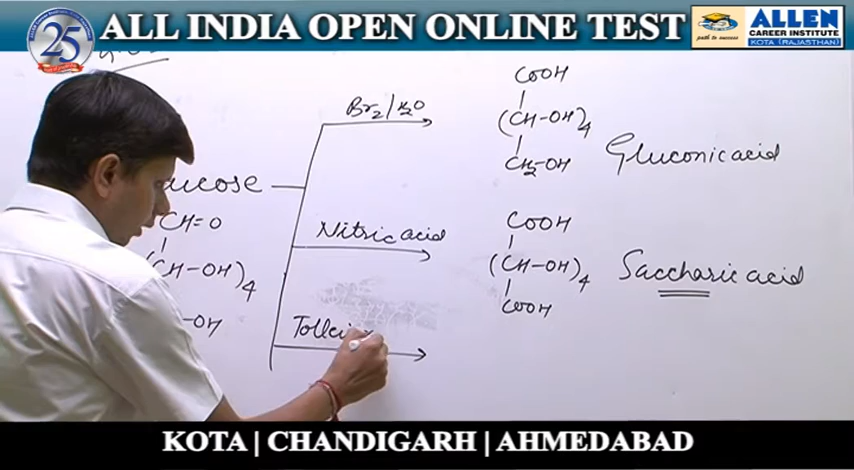 ALL INDIA OPEN ONLINE TEST
25
path to success
ALLEN
CAREER INSTITUTE
KOTA (RAJASTHAN)
Br2/H2O
COOH
(CH-OH)4
CH2-OH
Gluconic acid
ucose
CH=O
(CH-OH)4
-OH
Nitric acid
COOH
(CH-OH)4
COOH
Saccharic acid
Tollen
KOTA | CHANDIGARH | AHMEDABAD